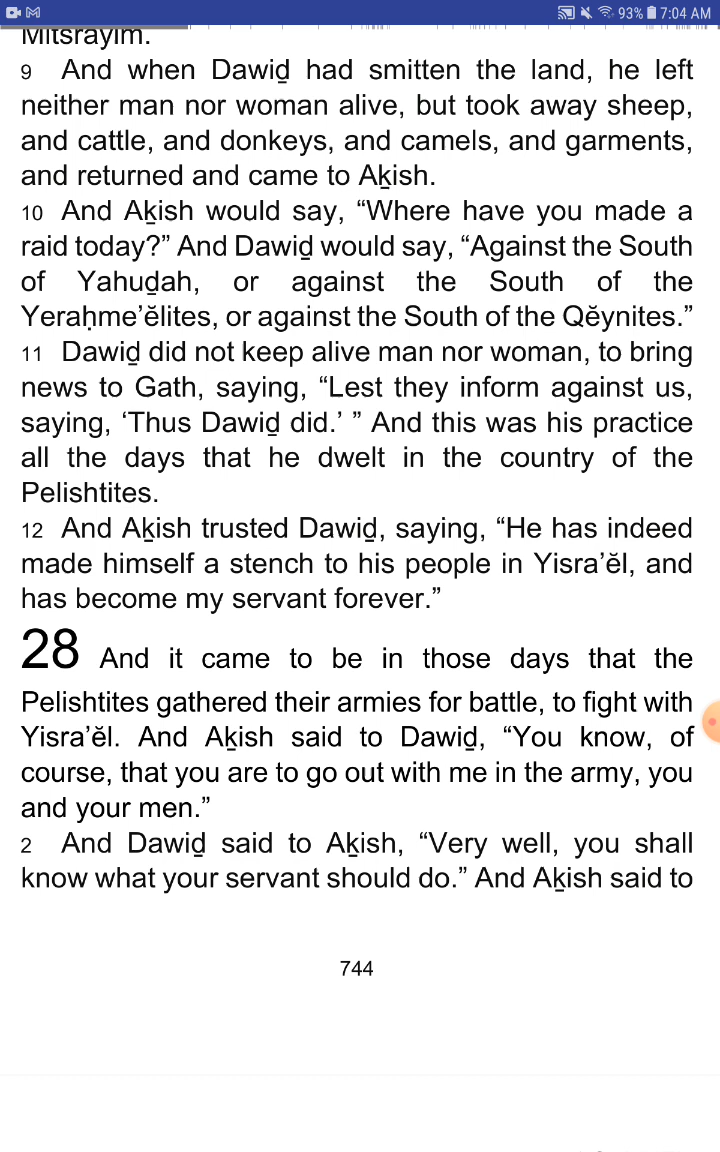 93% 7:04 AM
Mitsrayim.
9 And when Dawiḏ had smitten the land, he left
neither man nor woman alive, but took away sheep,
and cattle, and donkeys, and camels, and garments,
and returned and came to Aḵish.
10 And Aḵish would say, “Where have you made a
raid today?” And Dawiḏ would say, “Against the South
of Yahuḏah, or against the South of the
Yeraḥme’ĕlites, or against the South of the Qĕynites.”
11 Dawiḏ did not keep alive man nor woman, to bring
news to Gath, saying, “Lest they inform against us,
saying, ‘Thus Dawiḏ did.’ ” And this was his practice
all the days that he dwelt in the country of the
Pelishtites.
12 And Aḵish trusted Dawiḏ, saying, “He has indeed
made himself a stench to his people in Yisra’ĕl, and
has become my servant forever.”
28 And it came to be in those days that the
Pelishtites gathered their armies for battle, to fight with
Yisra’ĕl. And Aḵish said to Dawiḏ, “You know, of
course, that you are to go out with me in the army, you
and your men.”
2 And Dawiḏ said to Aḵish, “Very well, you shall
know what your servant should do.” And Aḵish said to
744